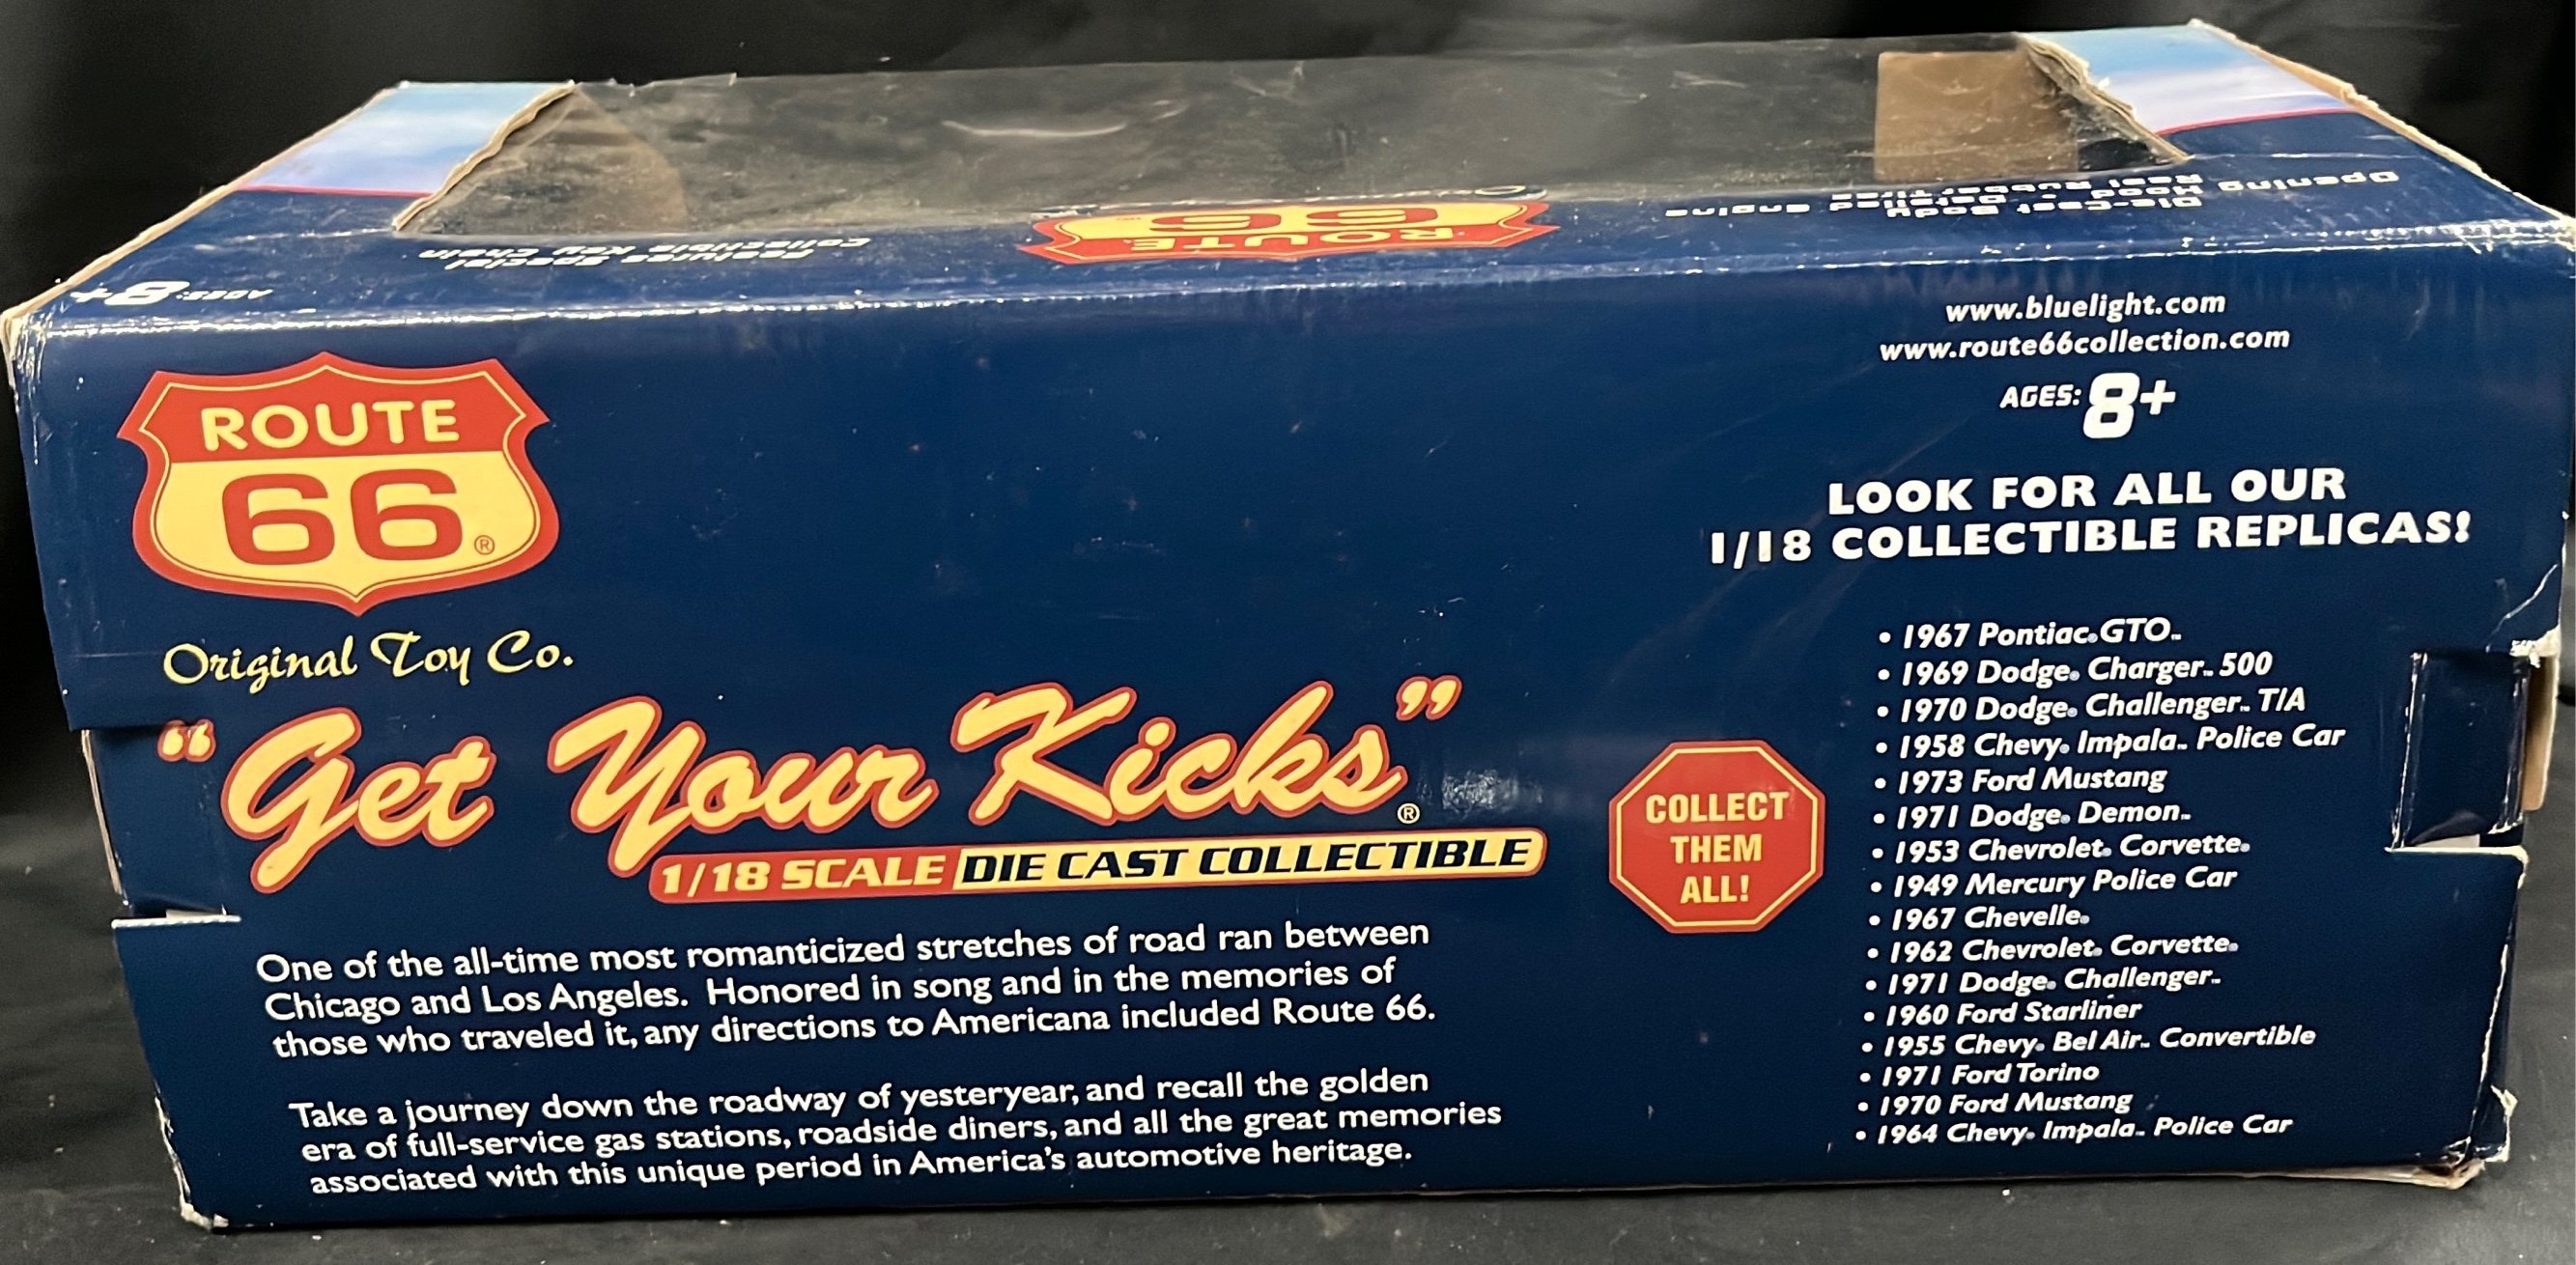 Opening Hood • Real Rubber Tires
Die-Cast Body • Detailed Engine
ROUTE
66
Features Special
Collectible Key Chain
AGES: 8+
ROUTE
66®
Original Toy Co.
"Get Your Kicks"®
1/18 SCALE DIE CAST COLLECTIBLE
One of the all-time most romanticized stretches of road ran between
Chicago and Los Angeles. Honored in song and in the memories of
those who traveled it, any directions to Americana included Route 66.
Take a journey down the roadway of yesteryear, and recall the golden
era of full-service gas stations, roadside diners, and all the great memories
associated with this unique period in America's automotive heritage.
www.bluelight.com
www.route66collection.com
AGES: 8+
LOOK FOR ALL OUR
1/18 COLLECTIBLE REPLICAS!
COLLECT
THEM
ALL!
• 1967 Pontiac® GTO™
• 1969 Dodge® Charger™ 500
• 1970 Dodge® Challenger™ T/A
• 1958 Chevy® Impala™ Police Car
• 1973 Ford Mustang
• 1971 Dodge® Demon™
• 1953 Chevrolet® Corvette®
• 1949 Mercury Police Car
• 1967 Chevelle®
• 1962 Chevrolet® Corvette®
• 1971 Dodge® Challenger™
• 1960 Ford Starliner
• 1955 Chevy® Bel Air™ Convertible
• 1971 Ford Torino
• 1970 Ford Mustang
• 1964 Chevy® Impala™ Police Car